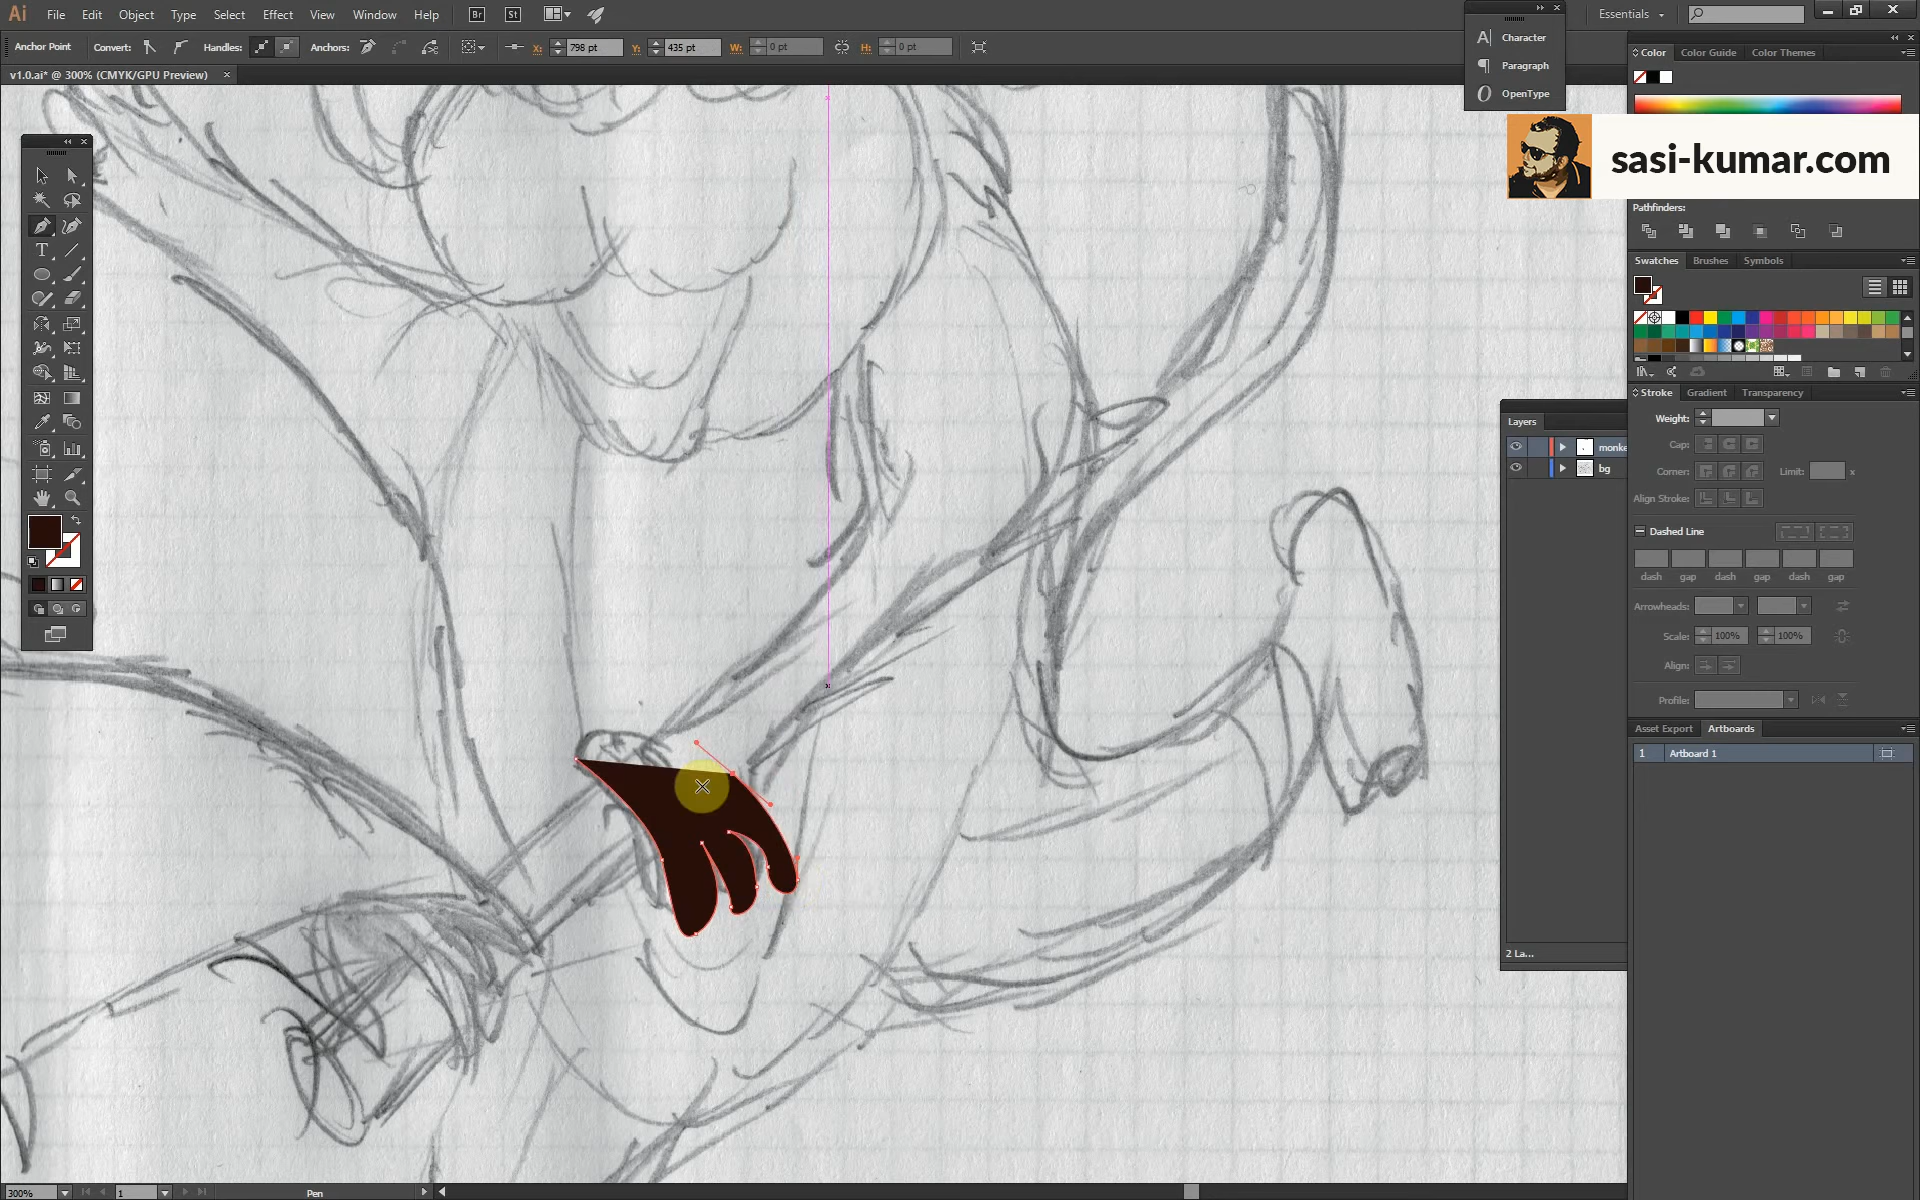 Ai File Edit Object Type Select Effect View Window Help Br St Essentials
Anchor Point Convert: Handles: Anchors: X: 798 pt Y: 435 pt W: 0 pt H: 0 pt
v1.0.ai* @ 300% (CMYK/GPU Preview)
Character
Paragraph
OpenType
Color Color Guide Color Themes
sasi-kumar.com
Pathfinders:
Swatches Brushes Symbols
Stroke Gradient Transparency
Weight:
Cap:
Corner: Limit: x
Align Stroke:
Dashed Line
dash gap dash gap dash gap
Arrowheads:
Scale: 100% 100%
Align:
Profile:
Layers
monke
bg
2 La...
Asset Export Artboards
1 Artboard 1
300% 1 Pen